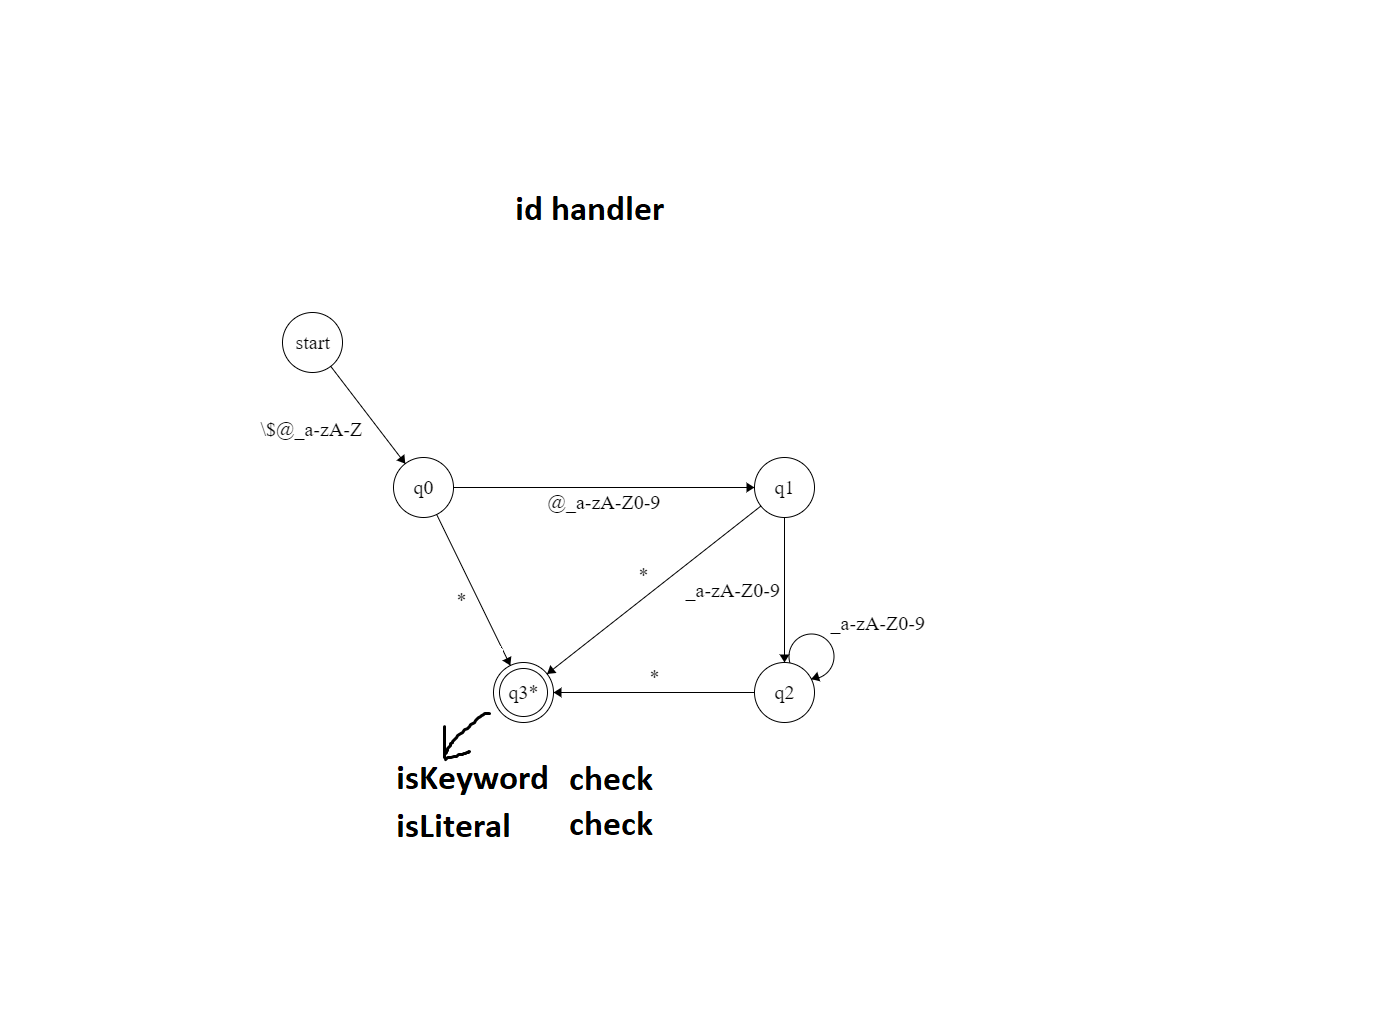 id handler
start
\$@_a-zA-Z
q0
q1
@_a-zA-Z0-9
*
*
_a-zA-Z0-9
_a-zA-Z0-9
*
q3*
q2
isKeyword check
isLiteral check